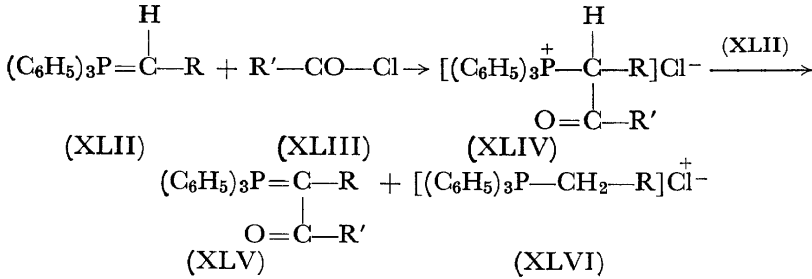 H H
(C₆H₅)₃P=C—R + R′—CO—Cl→[(C₆H₅)₃P⁺—C—R]Cl⁻ (XLII)
O=C—R′
(XLII) (XLIII) (XLIV)
(C₆H₅)₃P=C—R + [(C₆H₅)₃P—CH₂—R]Cl⁺⁻
O=C—R′
(XLV) (XLVI)